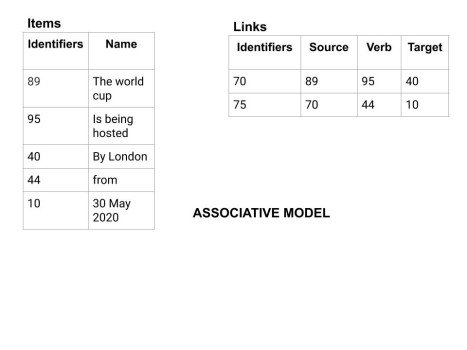 Items
Identifiers Name
89 The world
cup
95 Is being
hosted
40 By London
44 from
10 30 May
2020
Links
Identifiers Source Verb Target
70 89 95 40
75 70 44 10
ASSOCIATIVE MODEL